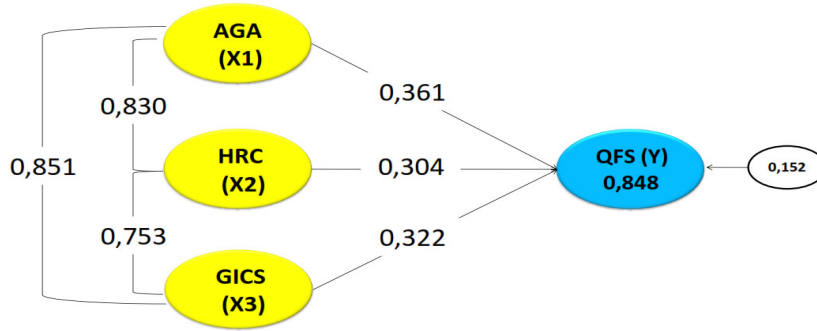 AGA
(X1)
0,361
0,830
0,851
HRC
(X2)
0,304
QFS (Y)
0,848
0,152
0,753
0,322
GICS
(X3)